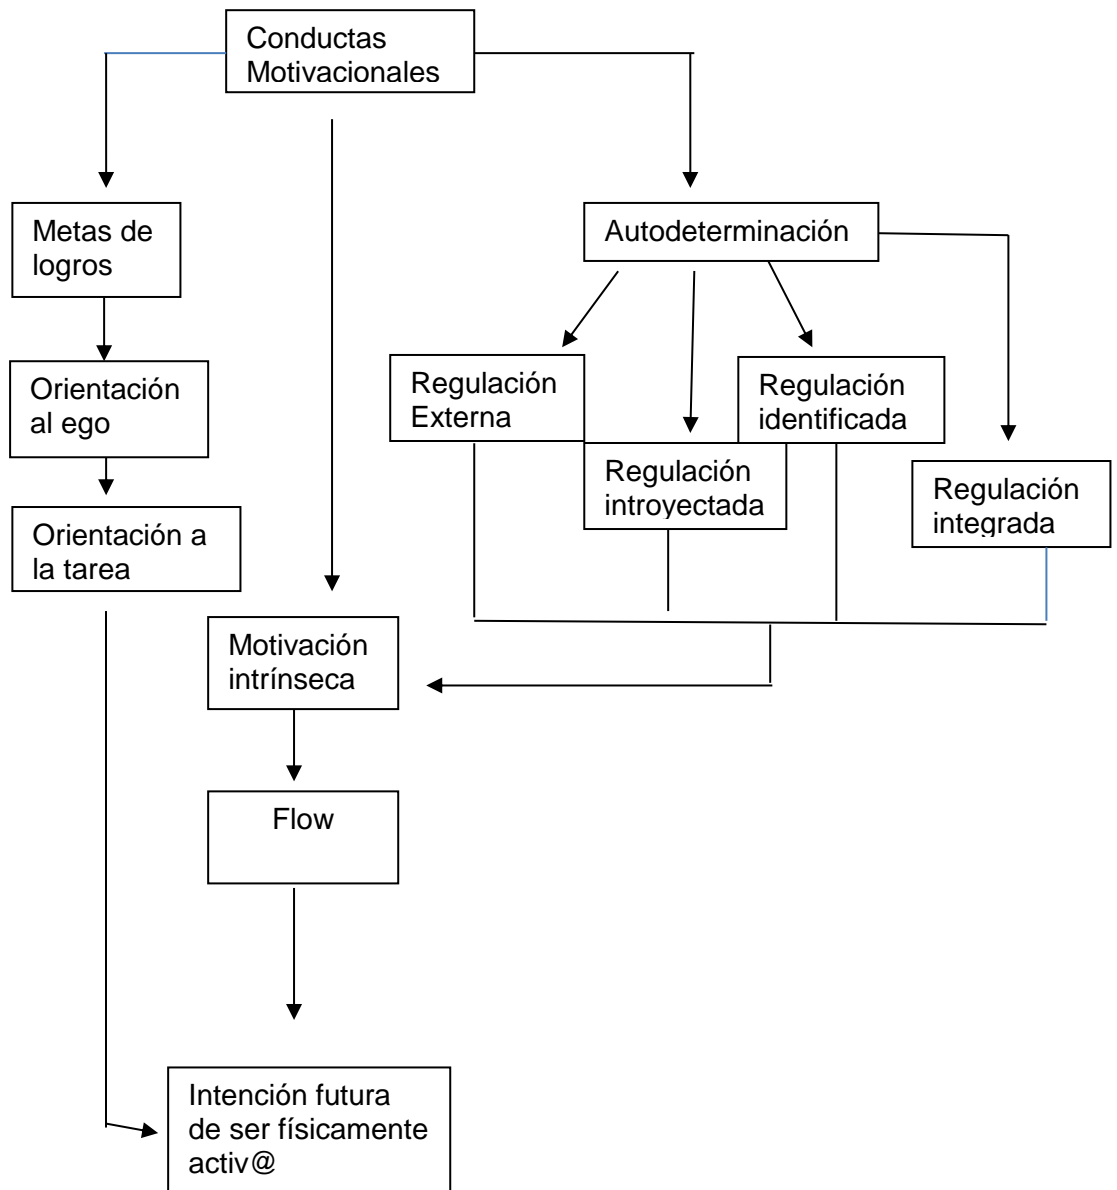 Conductas
Motivacionales
Metas de
logros
Autodeterminación
Orientación
al ego
Regulación
Externa
Regulación
identificada
Regulación
introyectada
Regulación
integrada
Orientación a
la tarea
Motivación
intrínseca
Flow
Intención futura
de ser físicamente
activ@